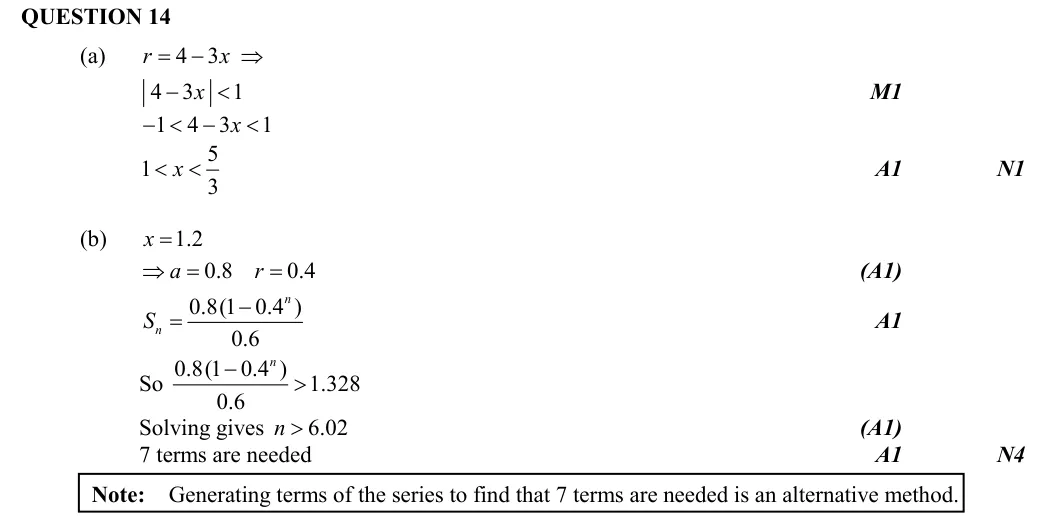 QUESTION 14
(a) r = 4 − 3x ⇒
|4 − 3x| < 1 M1
−1 < 4 − 3x < 1
1 < x < 5/3 A1 N1
(b) x = 1.2
⇒ a = 0.8 r = 0.4 (A1)
Sₙ = 0.8(1 − 0.4ⁿ)/0.6 A1
So 0.8(1 − 0.4ⁿ)/0.6 > 1.328
Solving gives n > 6.02 (A1)
7 terms are needed A1 N4
Note: Generating terms of the series to find that 7 terms are needed is an alternative method.